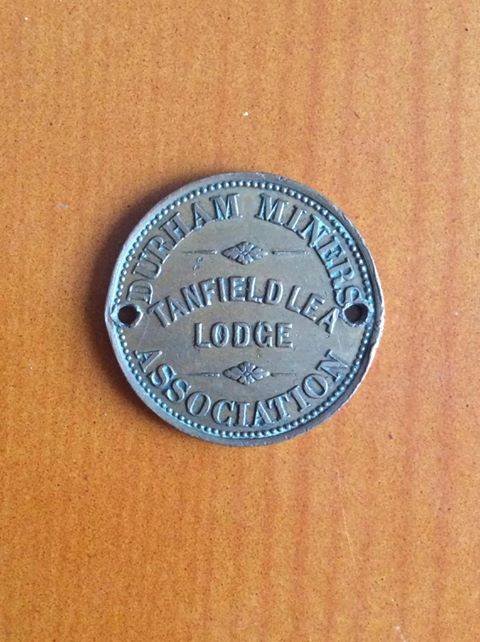 DURHAM MINERS
TANFIELD LEA
LODGE
ASSOCIATION